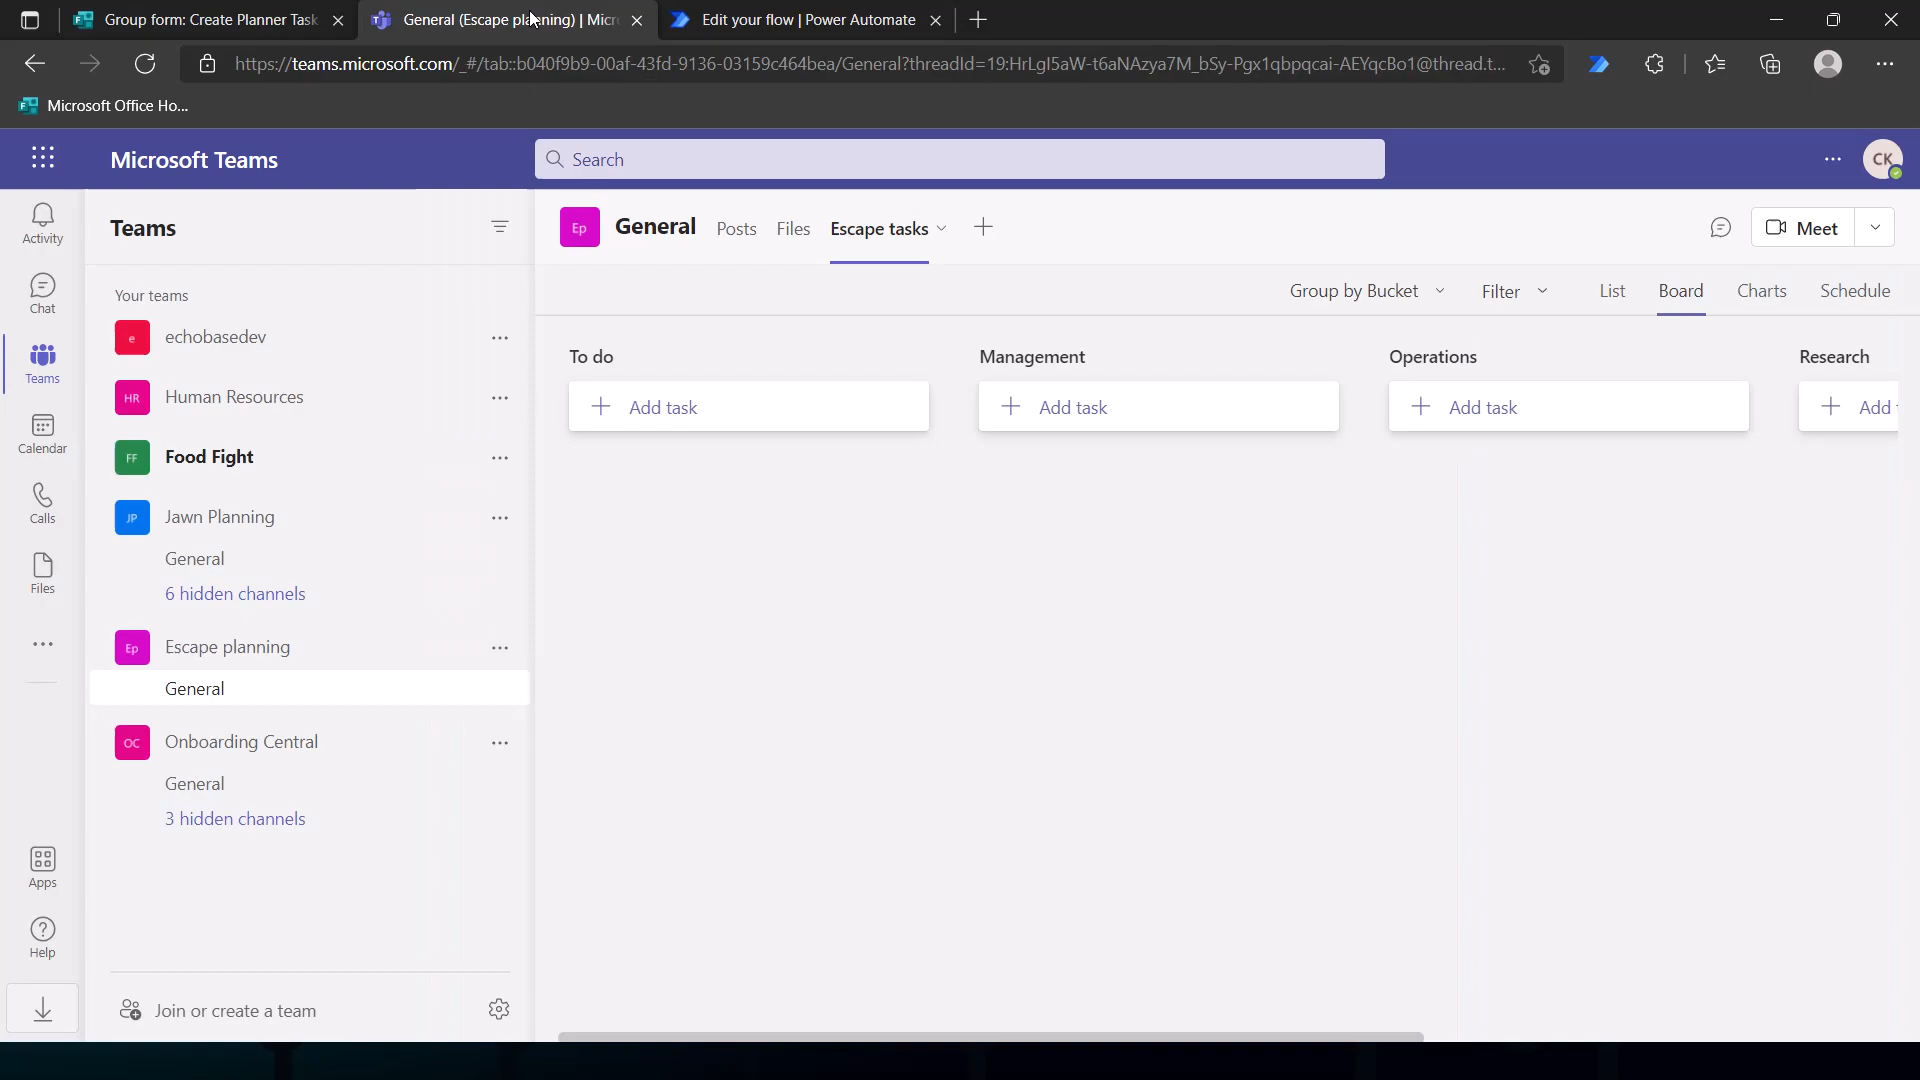 Group form: Create Planner Task
General (Escape planning) | Micr
Edit your flow | Power Automate
https://teams.microsoft.com/_#/tab::b040f9b9-00af-43fd-9136-03159c464bea/General?threadId=19:HrLgI5aW-t6aNAzya7M_bSy-Pgx1qbpqcai-AEYqcBo1@thread.t...
Microsoft Office Ho...
Microsoft Teams
Search
CK
Activity
Chat
Teams
Calendar
Calls
Files
Apps
Help
Teams
Your teams
e echobasedev
HR Human Resources
FF Food Fight
JP Jawn Planning
General
6 hidden channels
Ep Escape planning
General
OC Onboarding Central
General
3 hidden channels
Join or create a team
Ep General Posts Files Escape tasks
Meet
Group by Bucket Filter List Board Charts Schedule
To do Management Operations Research
Add task Add task Add task Add